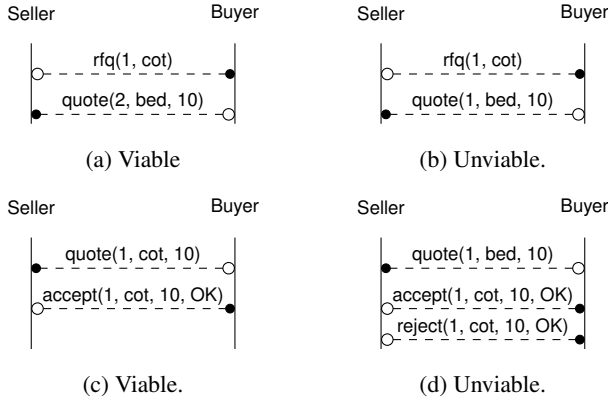 Seller Buyer
rfq(1, cot)
quote(2, bed, 10)
(a) Viable
Seller Buyer
rfq(1, cot)
quote(1, bed, 10)
(b) Unviable.
Seller Buyer
quote(1, cot, 10)
accept(1, cot, 10, OK)
(c) Viable.
Seller Buyer
quote(1, bed, 10)
accept(1, cot, 10, OK)
reject(1, cot, 10, OK)
(d) Unviable.